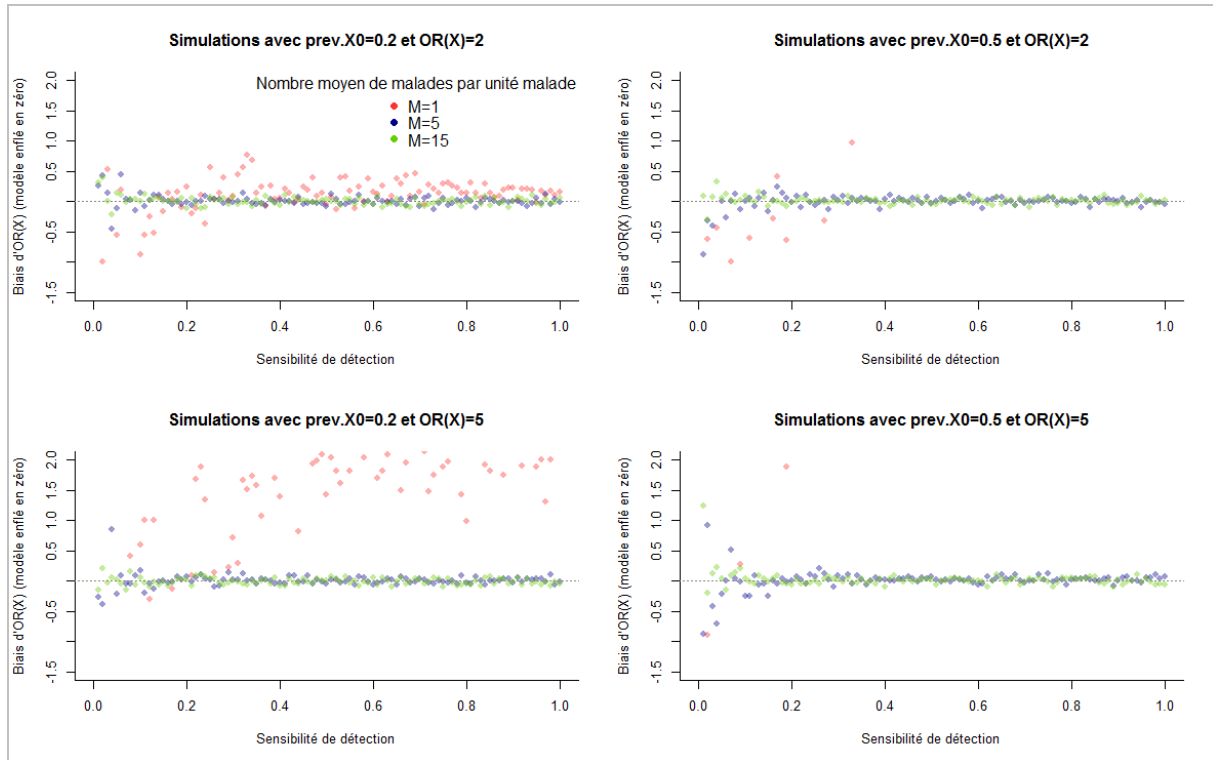 Simulations avec prev.X0=0.2 et OR(X)=2
Biais d'OR(X) (modèle enflé en zéro)
2.0
1.5
1.0
0.5
-0.5
-1.5
Nombre moyen de malades par unité malade
M=1
M=5
M=15
0.0 0.2 0.4 0.6 0.8 1.0
Sensibilité de détection
Simulations avec prev.X0=0.5 et OR(X)=2
Biais d'OR(X) (modèle enflé en zéro)
2.0
1.5
1.0
0.5
-0.5
-1.5
0.0 0.2 0.4 0.6 0.8 1.0
Sensibilité de détection
Simulations avec prev.X0=0.2 et OR(X)=5
Biais d'OR(X) (modèle enflé en zéro)
2.0
1.5
1.0
0.5
-0.5
-1.5
0.0 0.2 0.4 0.6 0.8 1.0
Sensibilité de détection
Simulations avec prev.X0=0.5 et OR(X)=5
Biais d'OR(X) (modèle enflé en zéro)
2.0
1.5
1.0
0.5
-0.5
-1.5
0.0 0.2 0.4 0.6 0.8 1.0
Sensibilité de détection